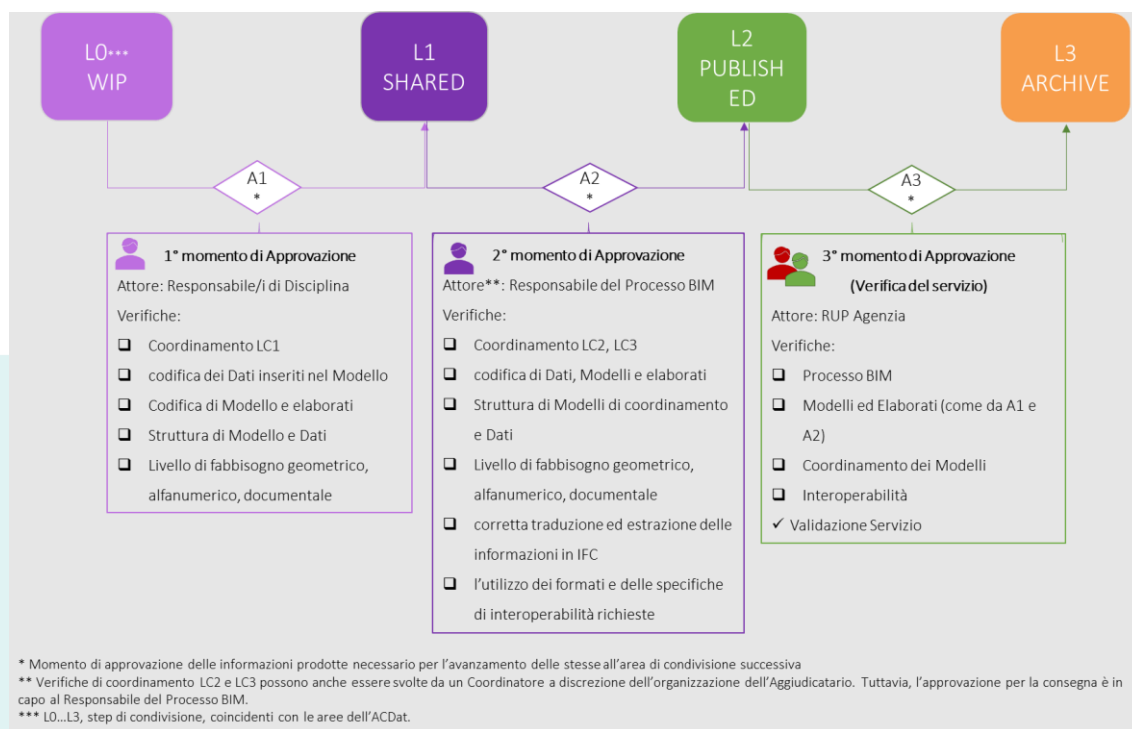 L0***
WIP
L1
SHARED
L2
PUBLISH
ED
L3
ARCHIVE
A1
*
A2
*
A3
*
1° momento di Approvazione
Attore: Responsabile/i di Disciplina
Verifiche:
Coordinamento LC1
codifica dei Dati inseriti nel Modello
Codifica di Modello e elaborati
Struttura di Modello e Dati
Livello di fabbisogno geometrico,
alfanumerico, documentale
2° momento di Approvazione
Attore**: Responsabile del Processo BIM
Verifiche:
Coordinamento LC2, LC3
codifica di Dati, Modelli e elaborati
Struttura di Modelli di coordinamento
e Dati
Livello di fabbisogno geometrico,
alfanumerico, documentale
corretta traduzione ed estrazione delle
informazioni in IFC
l'utilizzo dei formati e delle specifiche
di interoperabilità richieste
3° momento di Approvazione
(Verifica del servizio)
Attore: RUP Agenzia
Verifiche:
Processo BIM
Modelli ed Elaborati (come da A1 e
A2)
Coordinamento dei Modelli
Interoperabilità
✓ Validazione Servizio
* Momento di approvazione delle informazioni prodotte necessario per l'avanzamento delle stesse all'area di condivisione successiva
** Verifiche di coordinamento LC2 e LC3 possono anche essere svolte da un Coordinatore a discrezione dell'organizzazione dell'Aggiudicatario. Tuttavia, l'approvazione per la consegna è in
capo al Responsabile del Processo BIM.
*** L0...L3, step di condivisione, coincidenti con le aree dell'ACDat.